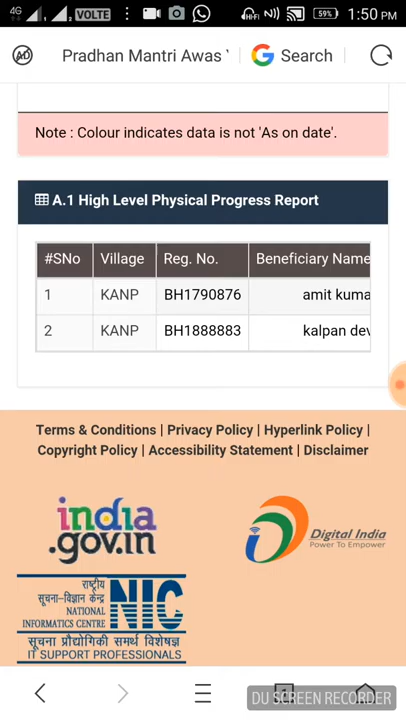 4G VOLTE HI-FI 59% 1:50 PM
AD Pradhan Mantri Awas Search
Note : Colour indicates data is not 'As on date'.
A.1 High Level Physical Progress Report
#SNo Village Reg. No. Beneficiary Name
1 KANP BH1790876 amit kuma
2 KANP BH1888883 kalpan dev
Terms & Conditions | Privacy Policy | Hyperlink Policy |
Copyright Policy | Accessibility Statement | Disclaimer
india
.gov.in
Digital India
Power To Empower
राष्ट्रीय
सूचना-विज्ञान केन्द्र
NATIONAL
INFORMATICS CENTRE
NIC
सूचना प्रौद्योगिकी समर्थ विशेषज्ञ
IT SUPPORT PROFESSIONALS
DU SCREEN RECORDER